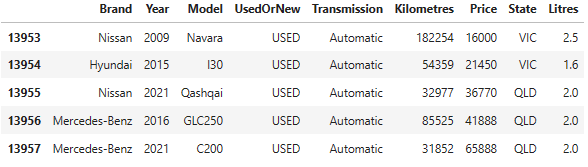 Brand Year Model UsedOrNew Transmission Kilometres Price State Litres
13953 Nissan 2009 Navara USED Automatic 182254 16000 VIC 2.5
13954 Hyundai 2015 I30 USED Automatic 54359 21450 VIC 1.6
13955 Nissan 2021 Qashqai USED Automatic 32977 36770 QLD 2.0
13956 Mercedes-Benz 2016 GLC250 USED Automatic 85525 41888 QLD 2.0
13957 Mercedes-Benz 2021 C200 USED Automatic 31852 65888 QLD 2.0